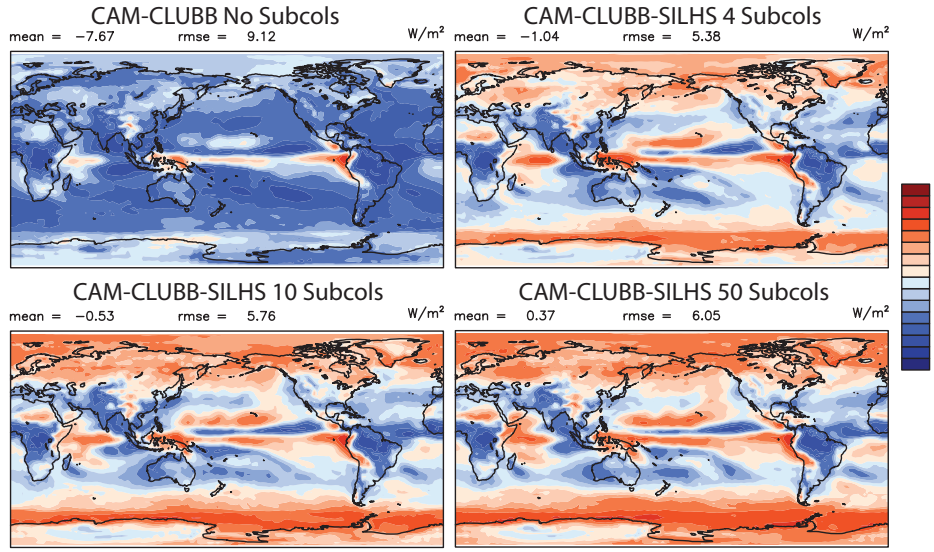 CAM-CLUBB No Subcols
mean = −7.67 rmse = 9.12 W/m²
CAM-CLUBB-SILHS 4 Subcols
mean = −1.04 rmse = 5.38 W/m²
CAM-CLUBB-SILHS 10 Subcols
mean = −0.53 rmse = 5.76 W/m²
CAM-CLUBB-SILHS 50 Subcols
mean = 0.37 rmse = 6.05 W/m²